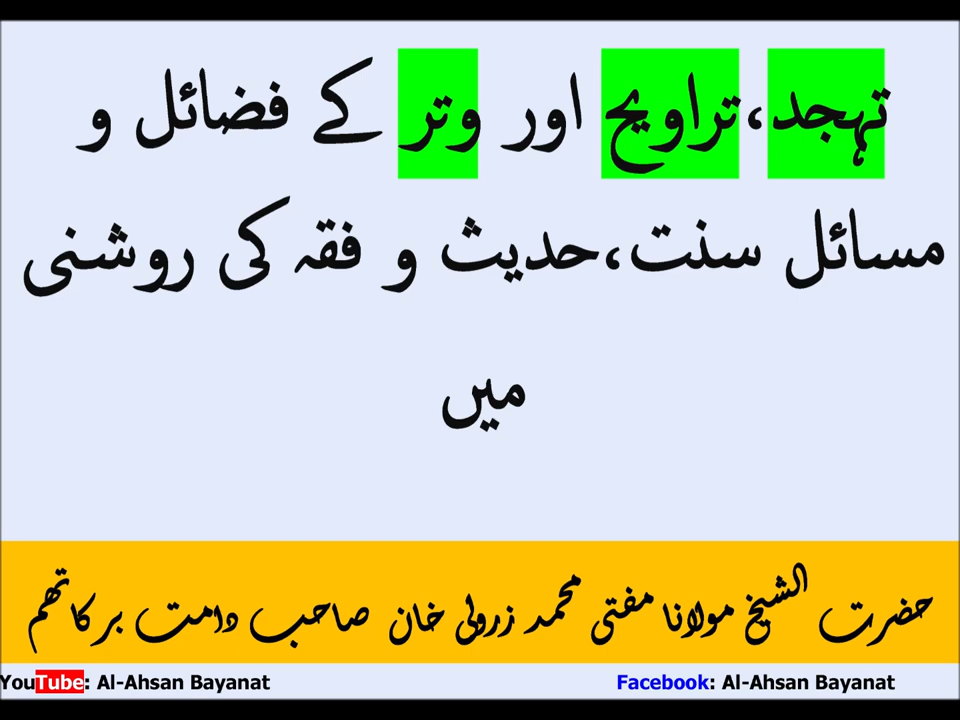 تہجد،تراویح اور وتر کے فضائل و
مسائل سنت،حدیث و فقہ کی روشنی
میں
حضرت الشیخ مولانا مفتی محمد زرولی خان صاحب دامت برکاتھم
YouTube: Al-Ahsan Bayanat
Facebook: Al-Ahsan Bayanat